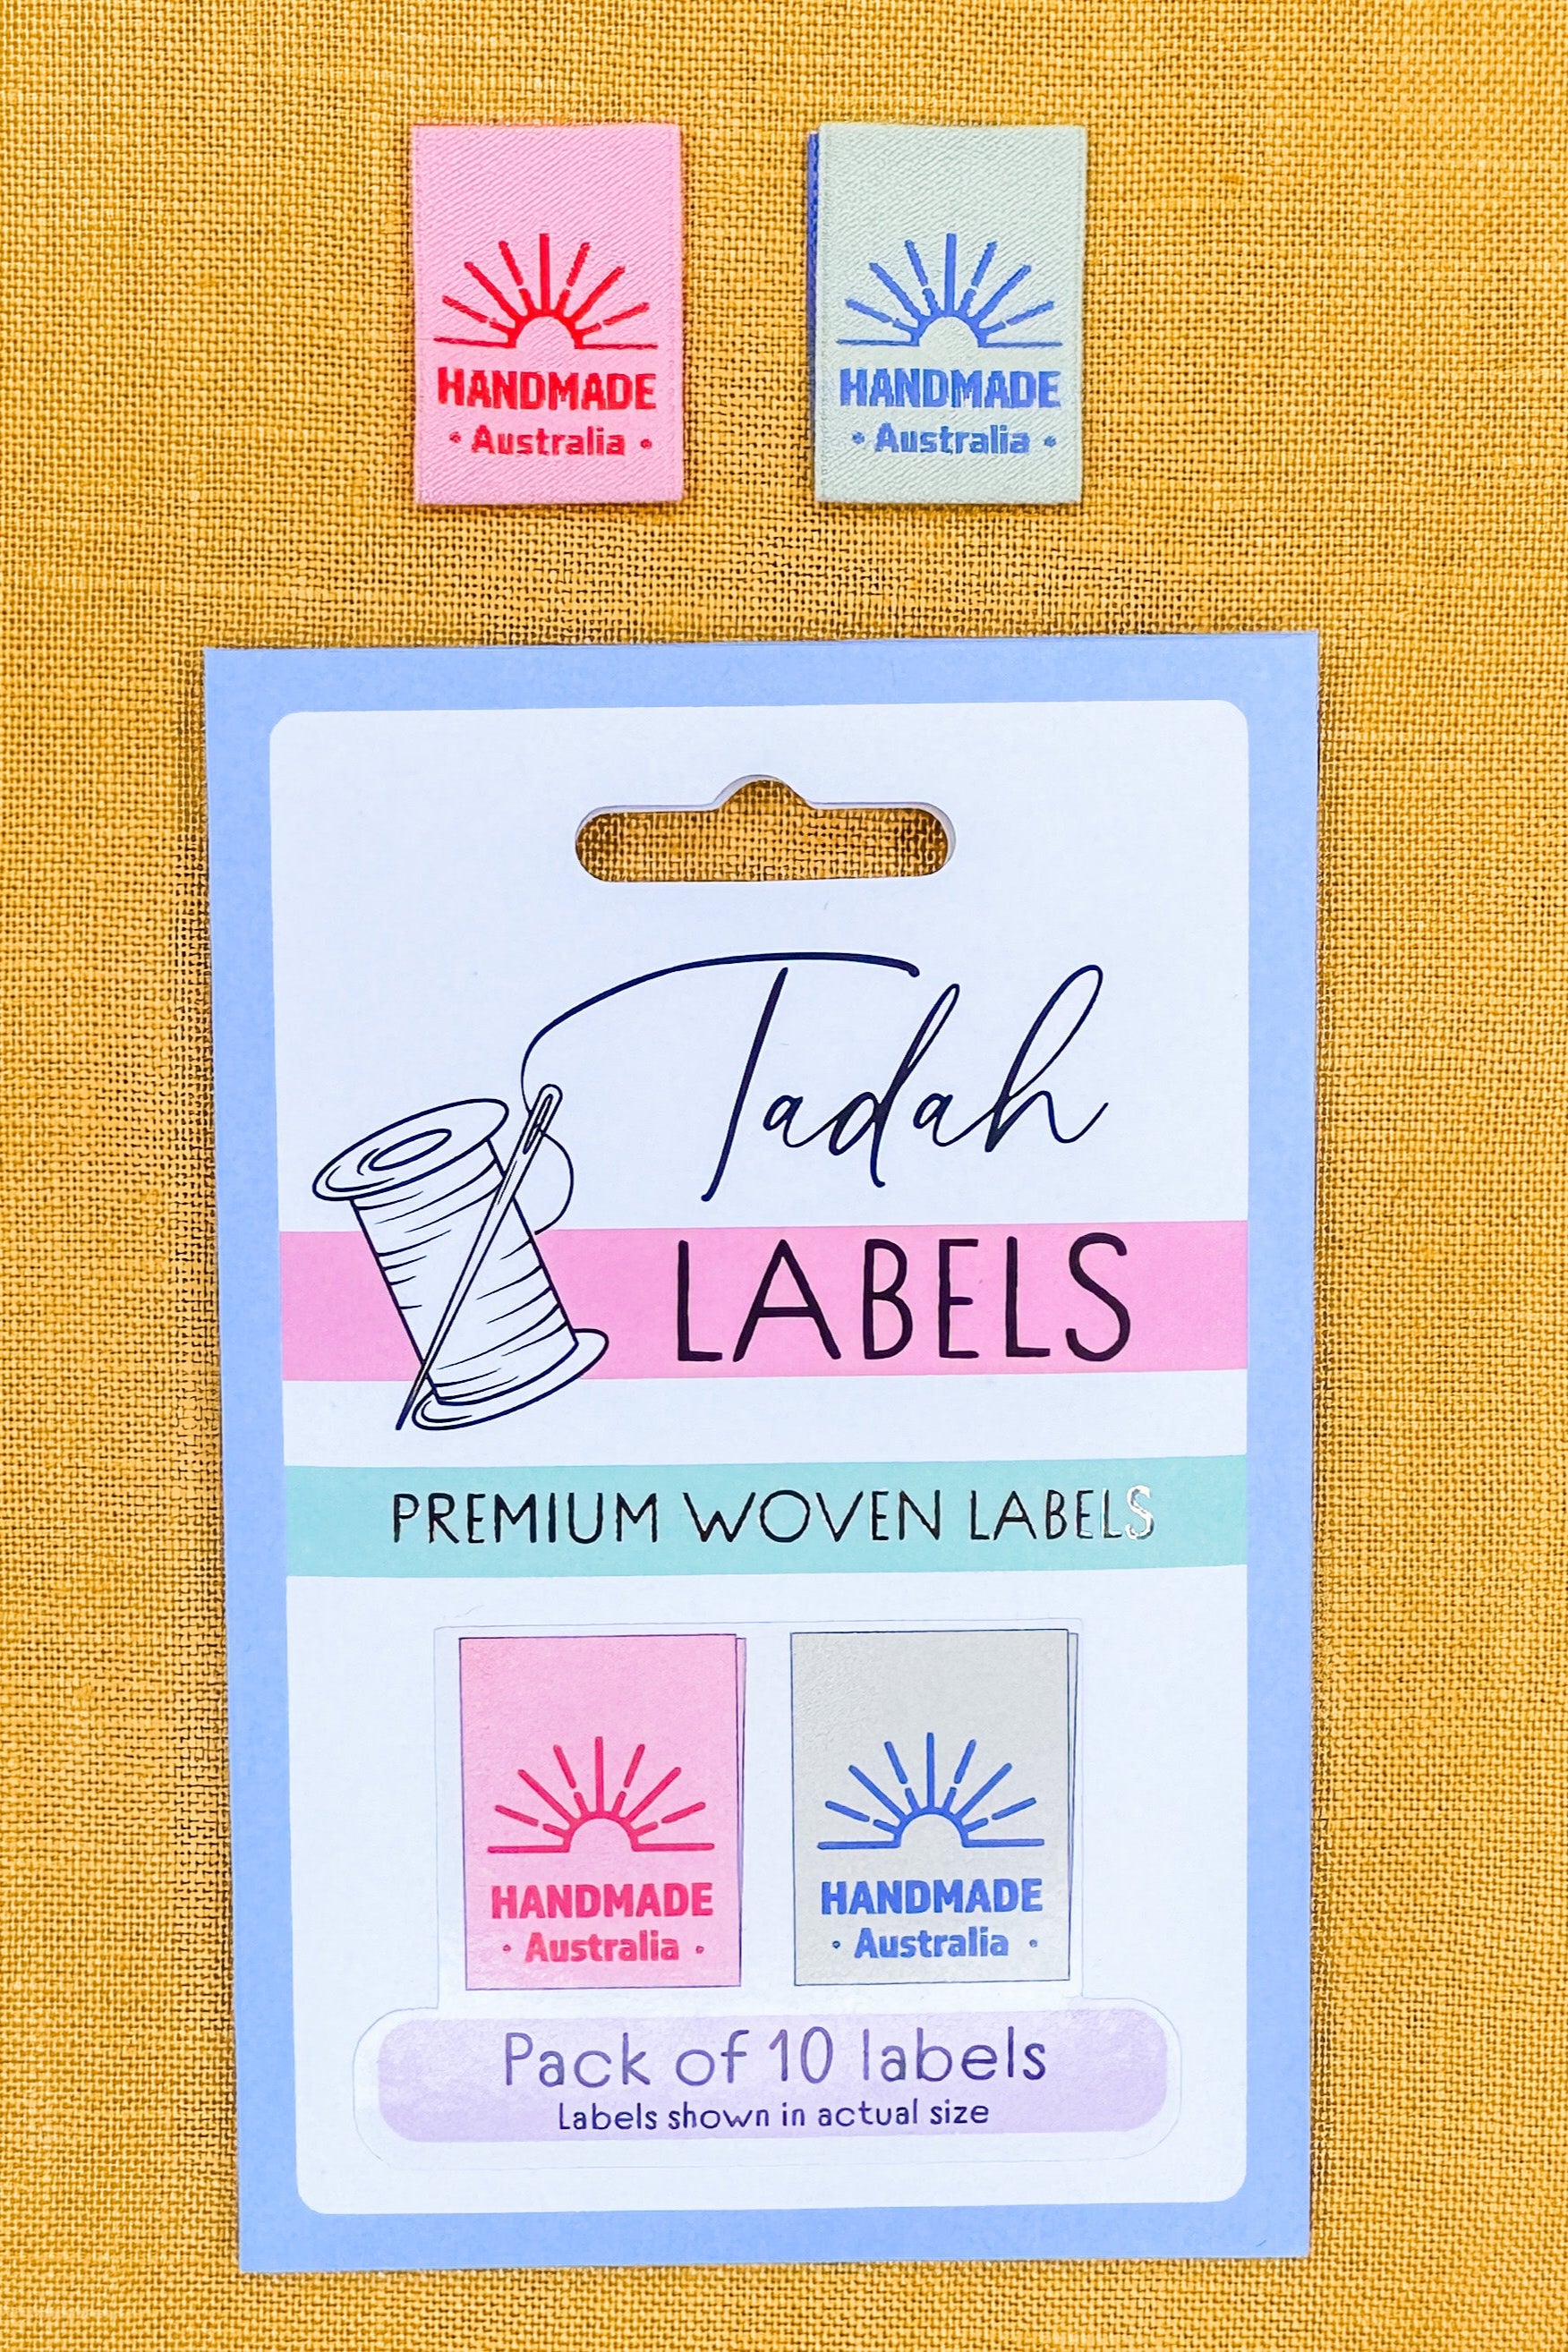 HANDMADE
• Australia •
HANDMADE
• Australia •
Tadah
LABELS
PREMIUM WOVEN LABELS
HANDMADE
• Australia •
HANDMADE
• Australia •
Pack of 10 labels
Labels shown in actual size